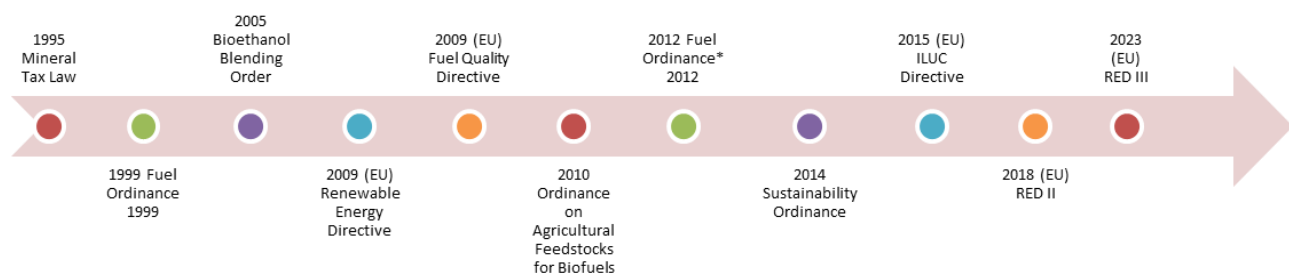 1995
Mineral
Tax Law
1999 Fuel
Ordinance
1999
2005
Bioethanol
Blending
Order
2009 (EU)
Renewable
Energy
Directive
2009 (EU)
Fuel Quality
Directive
2010
Ordinance
on
Agricultural
Feedstocks
for Biofuels
2012 Fuel
Ordinance*
2012
2014
Sustainability
Ordinance
2015 (EU)
ILUC
Directive
2018 (EU)
RED II
2023
(EU)
RED III